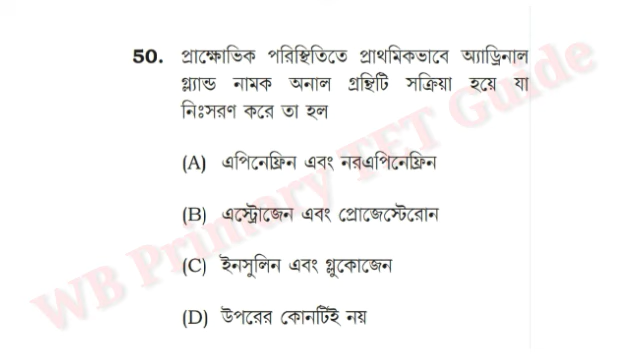 50. প্রাক্ষোভিক পরিস্থিতিতে প্রাথমিকভাবে অ্যাড্রিনাল
গ্ল্যান্ড নামক অনাল গ্রন্থিটি সক্রিয়া হয়ে যা
নিঃসরণ করে তা হল
(A) এপিনেফ্রিন এবং নরএপিনেফ্রিন
(B) এস্ট্রোজেন এবং প্রোজেস্টেরোন
(C) ইনসুলিন এবং গ্লুকোজেন
(D) উপরের কোনটিই নয়
WB Primary TET Guide